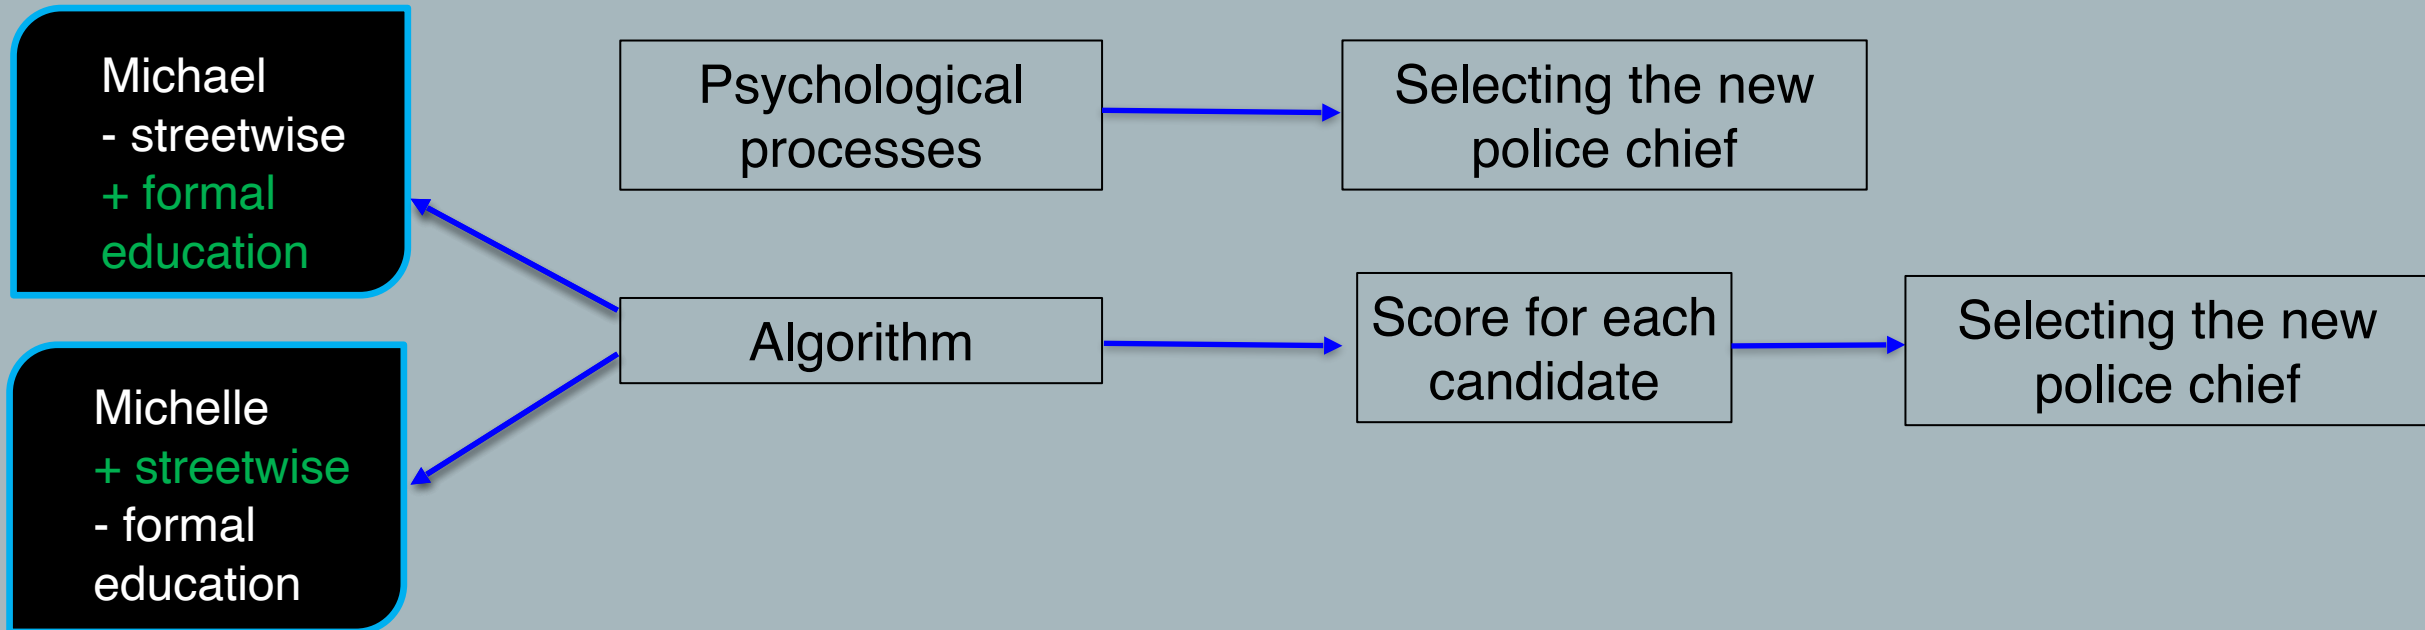 Michael
- streetwise
+ formal
education
Psychological
processes
Selecting the new
police chief
Michelle
+ streetwise
- formal
education
Algorithm
Score for each
candidate
Selecting the new
police chief